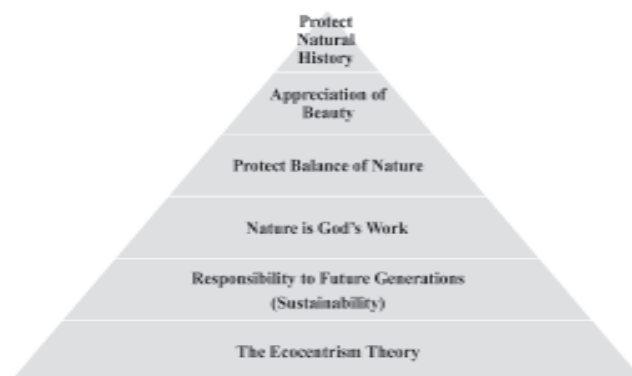 Protect
Natural
History
Appreciation of
Beauty
Protect Balance of Nature
Nature is God's Work
Responsibility to Future Generations
(Sustainability)
The Ecocentrism Theory